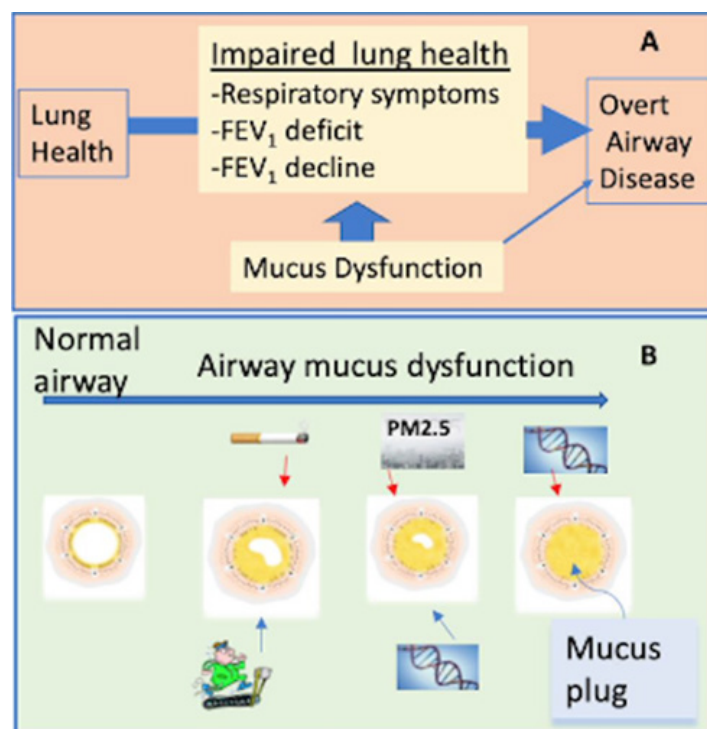 A
Impaired lung health
-Respiratory symptoms
-FEV₁ deficit
-FEV₁ decline
Lung
Health
Overt
Airway
Disease
Mucus Dysfunction
B
Normal
airway
Airway mucus dysfunction
PM2.5
Mucus
plug